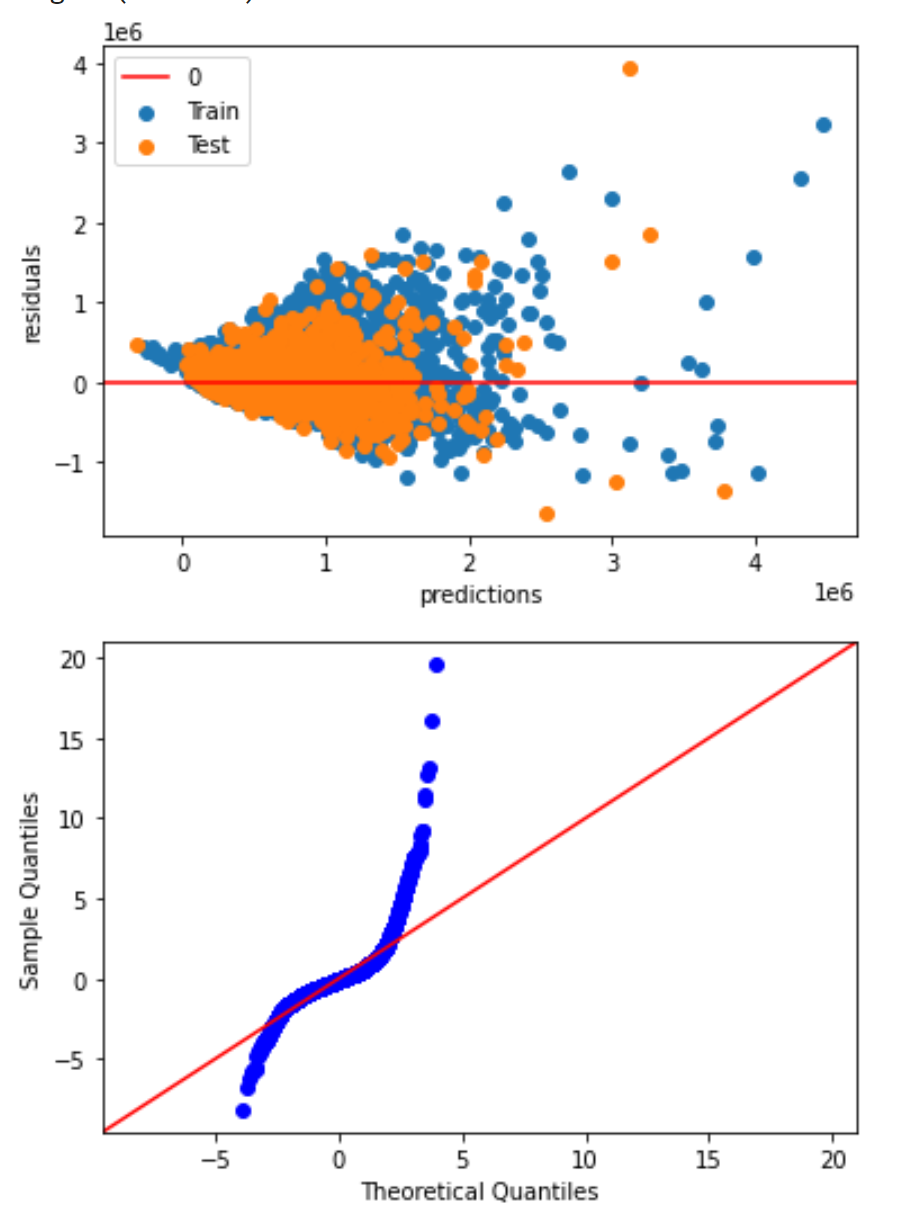 1e6
4
3
2
1
0
−1
0
Train
Test
residuals
0 1 2 3 4
predictions
1e6
20
15
10
5
0
−5
Sample Quantiles
−5 0 5 10 15 20
Theoretical Quantiles